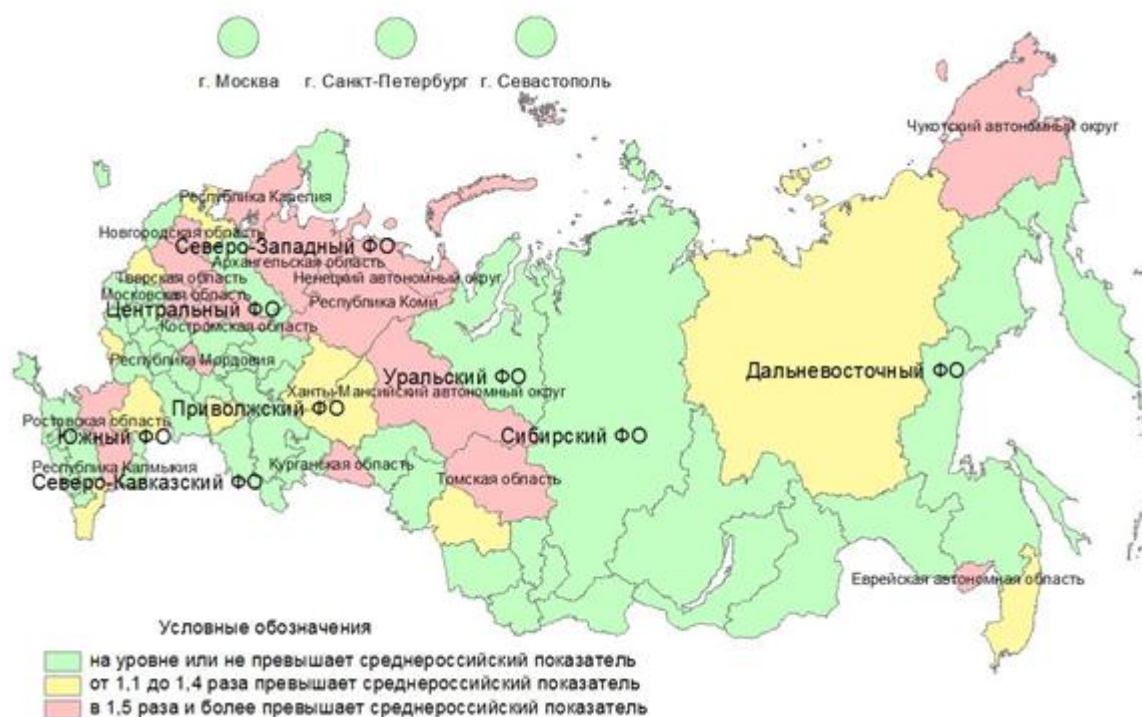 г. Москва
г. Санкт-Петербург
г. Севастополь
Чукотский автономный округ
Республика Карелия
Новгородская область
Северо-Западный ФО
Архангельская область
Тверская область
Ненецкий автономный округ
Московская область
Республика Коми
Центральный ФО
Костромская область
Республика Мордовия
Уральский ФО
Дальневосточный ФО
Ханты-Мансийский автономный округ
Приволжский ФО
Ростовская область
Сибирский ФО
Южный ФО
Республика Калмыкия
Курганская область
Северо-Кавказский ФО
Томская область
Еврейская автономная область
Условные обозначения
на уровне или не превышает среднероссийский показатель
от 1,1 до 1,4 раза превышает среднероссийский показатель
в 1,5 раза и более превышает среднероссийский показатель